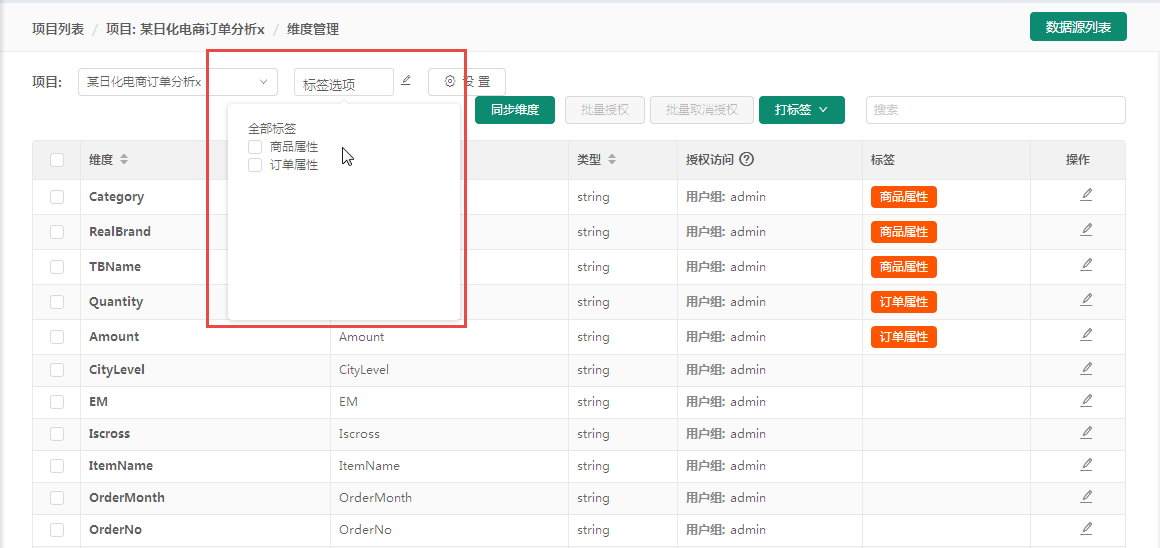 项目列表 / 项目: 某日化电商订单分析x / 维度管理
数据源列表
项目: 某日化电商订单分析x 标签选项 设 置
同步维度 批量授权 批量取消授权 打标签 搜索
全部标签
商品属性
订单属性
维度 类型 授权访问 标签 操作
Category string 用户组: admin 商品属性
RealBrand string 用户组: admin 商品属性
TBName string 用户组: admin 商品属性
Quantity string 用户组: admin 订单属性
Amount Amount string 用户组: admin 订单属性
CityLevel CityLevel string 用户组: admin
EM EM string 用户组: admin
Iscross Iscross string 用户组: admin
ItemName ItemName string 用户组: admin
OrderMonth OrderMonth string 用户组: admin
OrderNo OrderNo string 用户组: admin